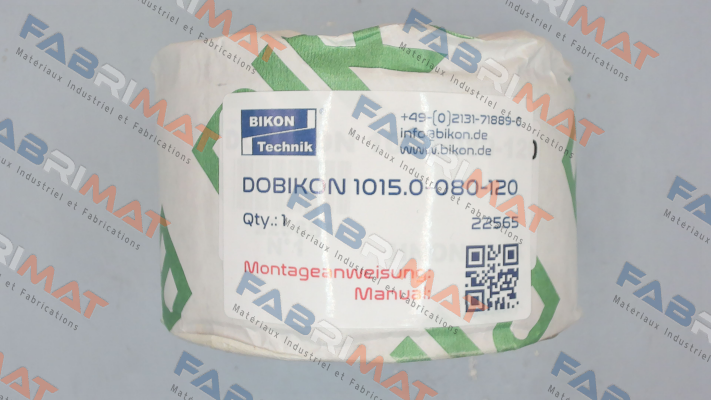 BIKON
Technik
+49-(0)2131-71889-0
info@bikon.de
www.bikon.de
DOBIKON 1015.0-080-120
Qty.: 1
22565
Montageanweisung:
Manual:
FABRIMAT
Matériaux Industriel et Fabrications